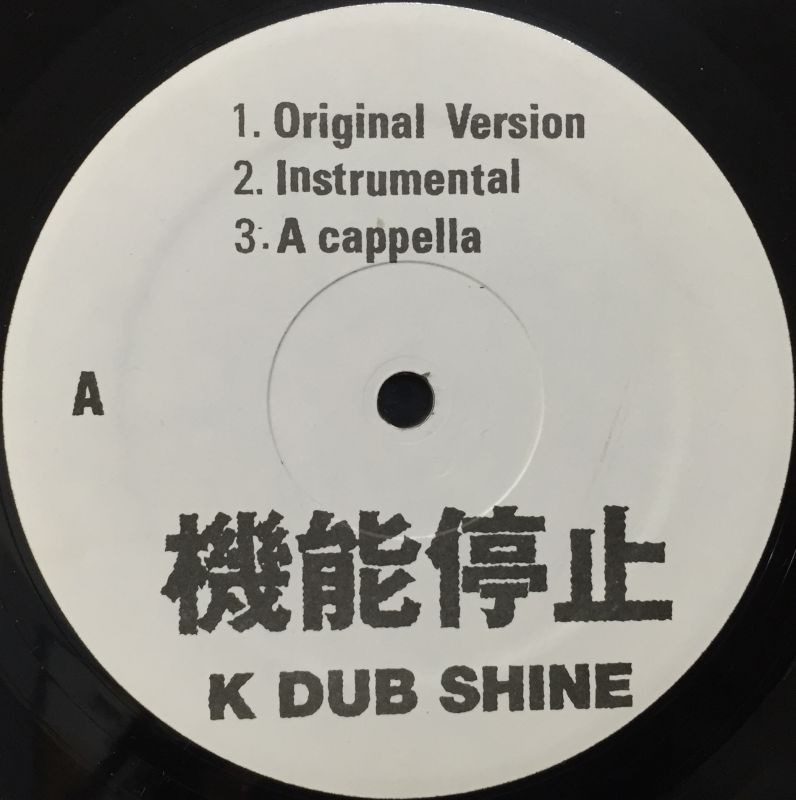 1. Original Version
2. Instrumental
3. A cappella
A
機能停止
K DUB SHINE